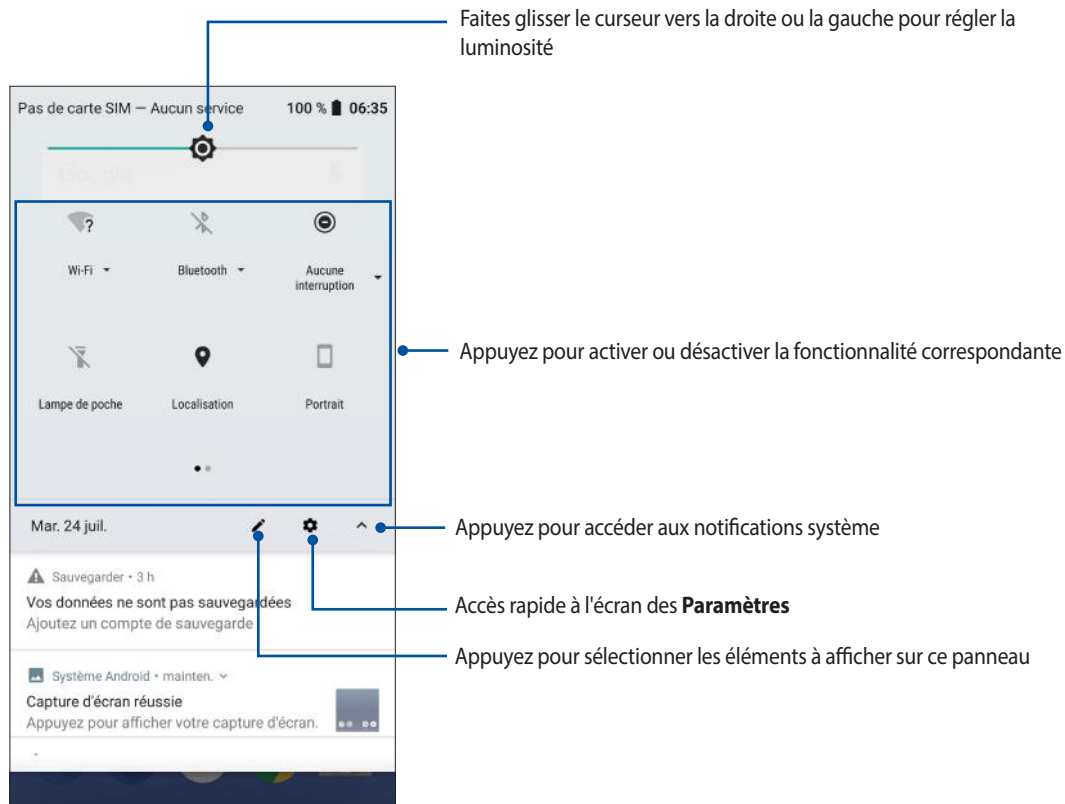 Faites glisser le curseur vers la droite ou la gauche pour régler la
luminosité
Pas de carte SIM — Aucun service 100 % 06:35
Google
?
Wi-Fi
Bluetooth
Aucune
interruption
Appuyez pour activer ou désactiver la fonctionnalité correspondante
Lampe de poche
Localisation
Portrait
Mar. 24 juil.
Appuyez pour accéder aux notifications système
Sauvegarder • 3 h
Vos données ne sont pas sauvegardées
Ajoutez un compte de sauvegarde
Accès rapide à l'écran des Paramètres
Appuyez pour sélectionner les éléments à afficher sur ce panneau
Système Android • mainten.
Capture d'écran réussie
Appuyez pour afficher votre capture d'écran.